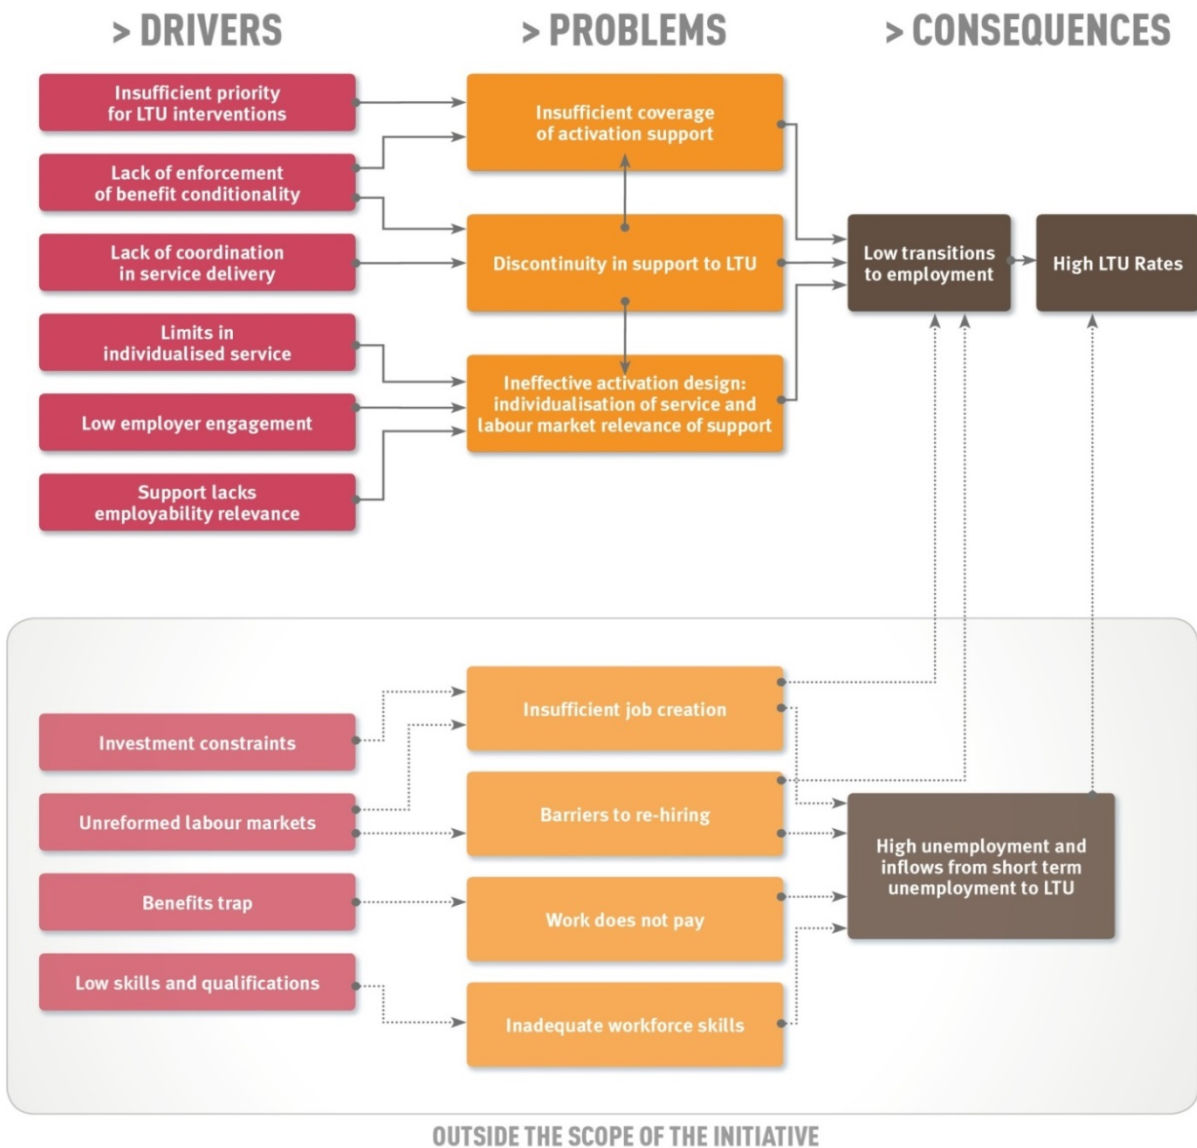 > DRIVERS
> PROBLEMS
> CONSEQUENCES
Insufficient priority
for LTU interventions
Lack of enforcement
of benefit conditionality
Lack of coordination
in service delivery
Limits in
individualised service
Low employer engagement
Support lacks
employability relevance
Insufficient coverage
of activation support
Discontinuity in support to LTU
Ineffective activation design:
individualisation of service and
labour market relevance of support
Low transitions
to employment
High LTU Rates
Investment constraints
Unreformed labour markets
Benefits trap
Low skills and qualifications
Insufficient job creation
Barriers to re-hiring
Work does not pay
Inadequate workforce skills
High unemployment and
inflows from short term
unemployment to LTU
OUTSIDE THE SCOPE OF THE INITIATIVE